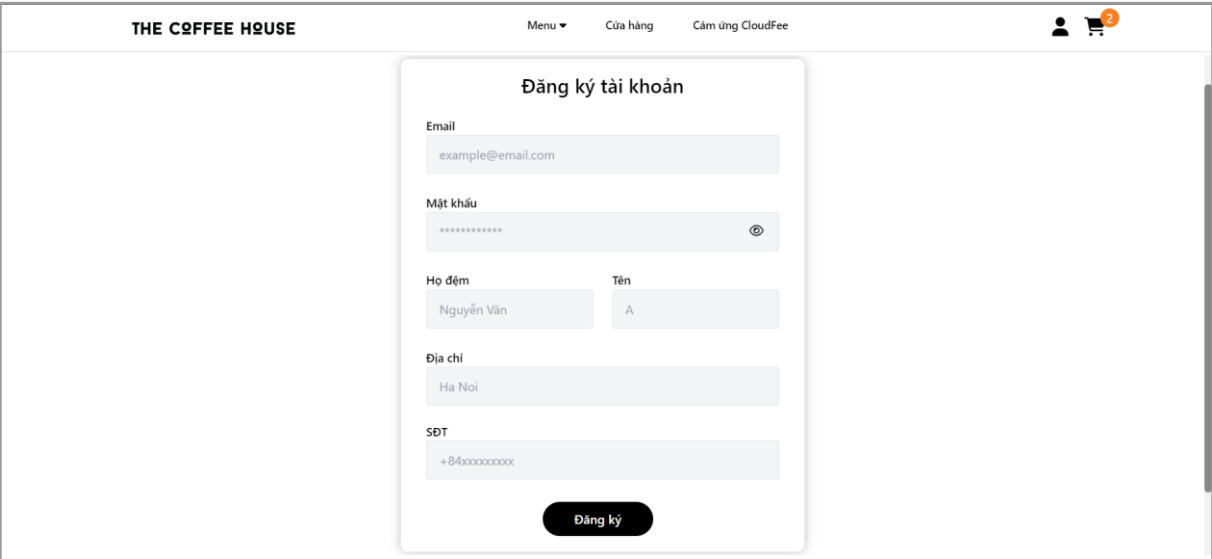 THE COFFEE HOUSE Menu Cửa hàng Cảm ứng CloudFee 2
Đăng ký tài khoản
Email
example@email.com
Mật khẩu
************
Họ đệm Tên
Nguyễn Văn A
Địa chỉ
Ha Noi
SĐT
+84xxxxxxxxx
Đăng ký